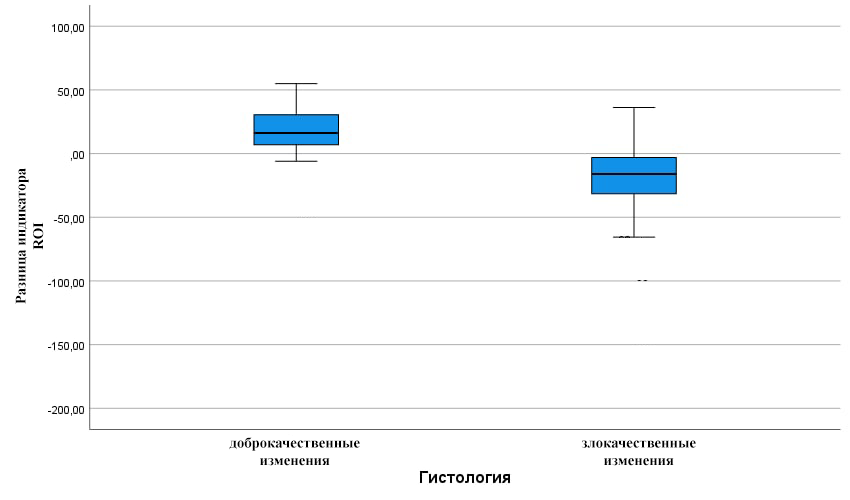 100,00
50,00
,00
-50,00
-100,00
-150,00
-200,00
Разница индикатора
ROI
доброкачественные
изменения
злокачественные
изменения
Гистология